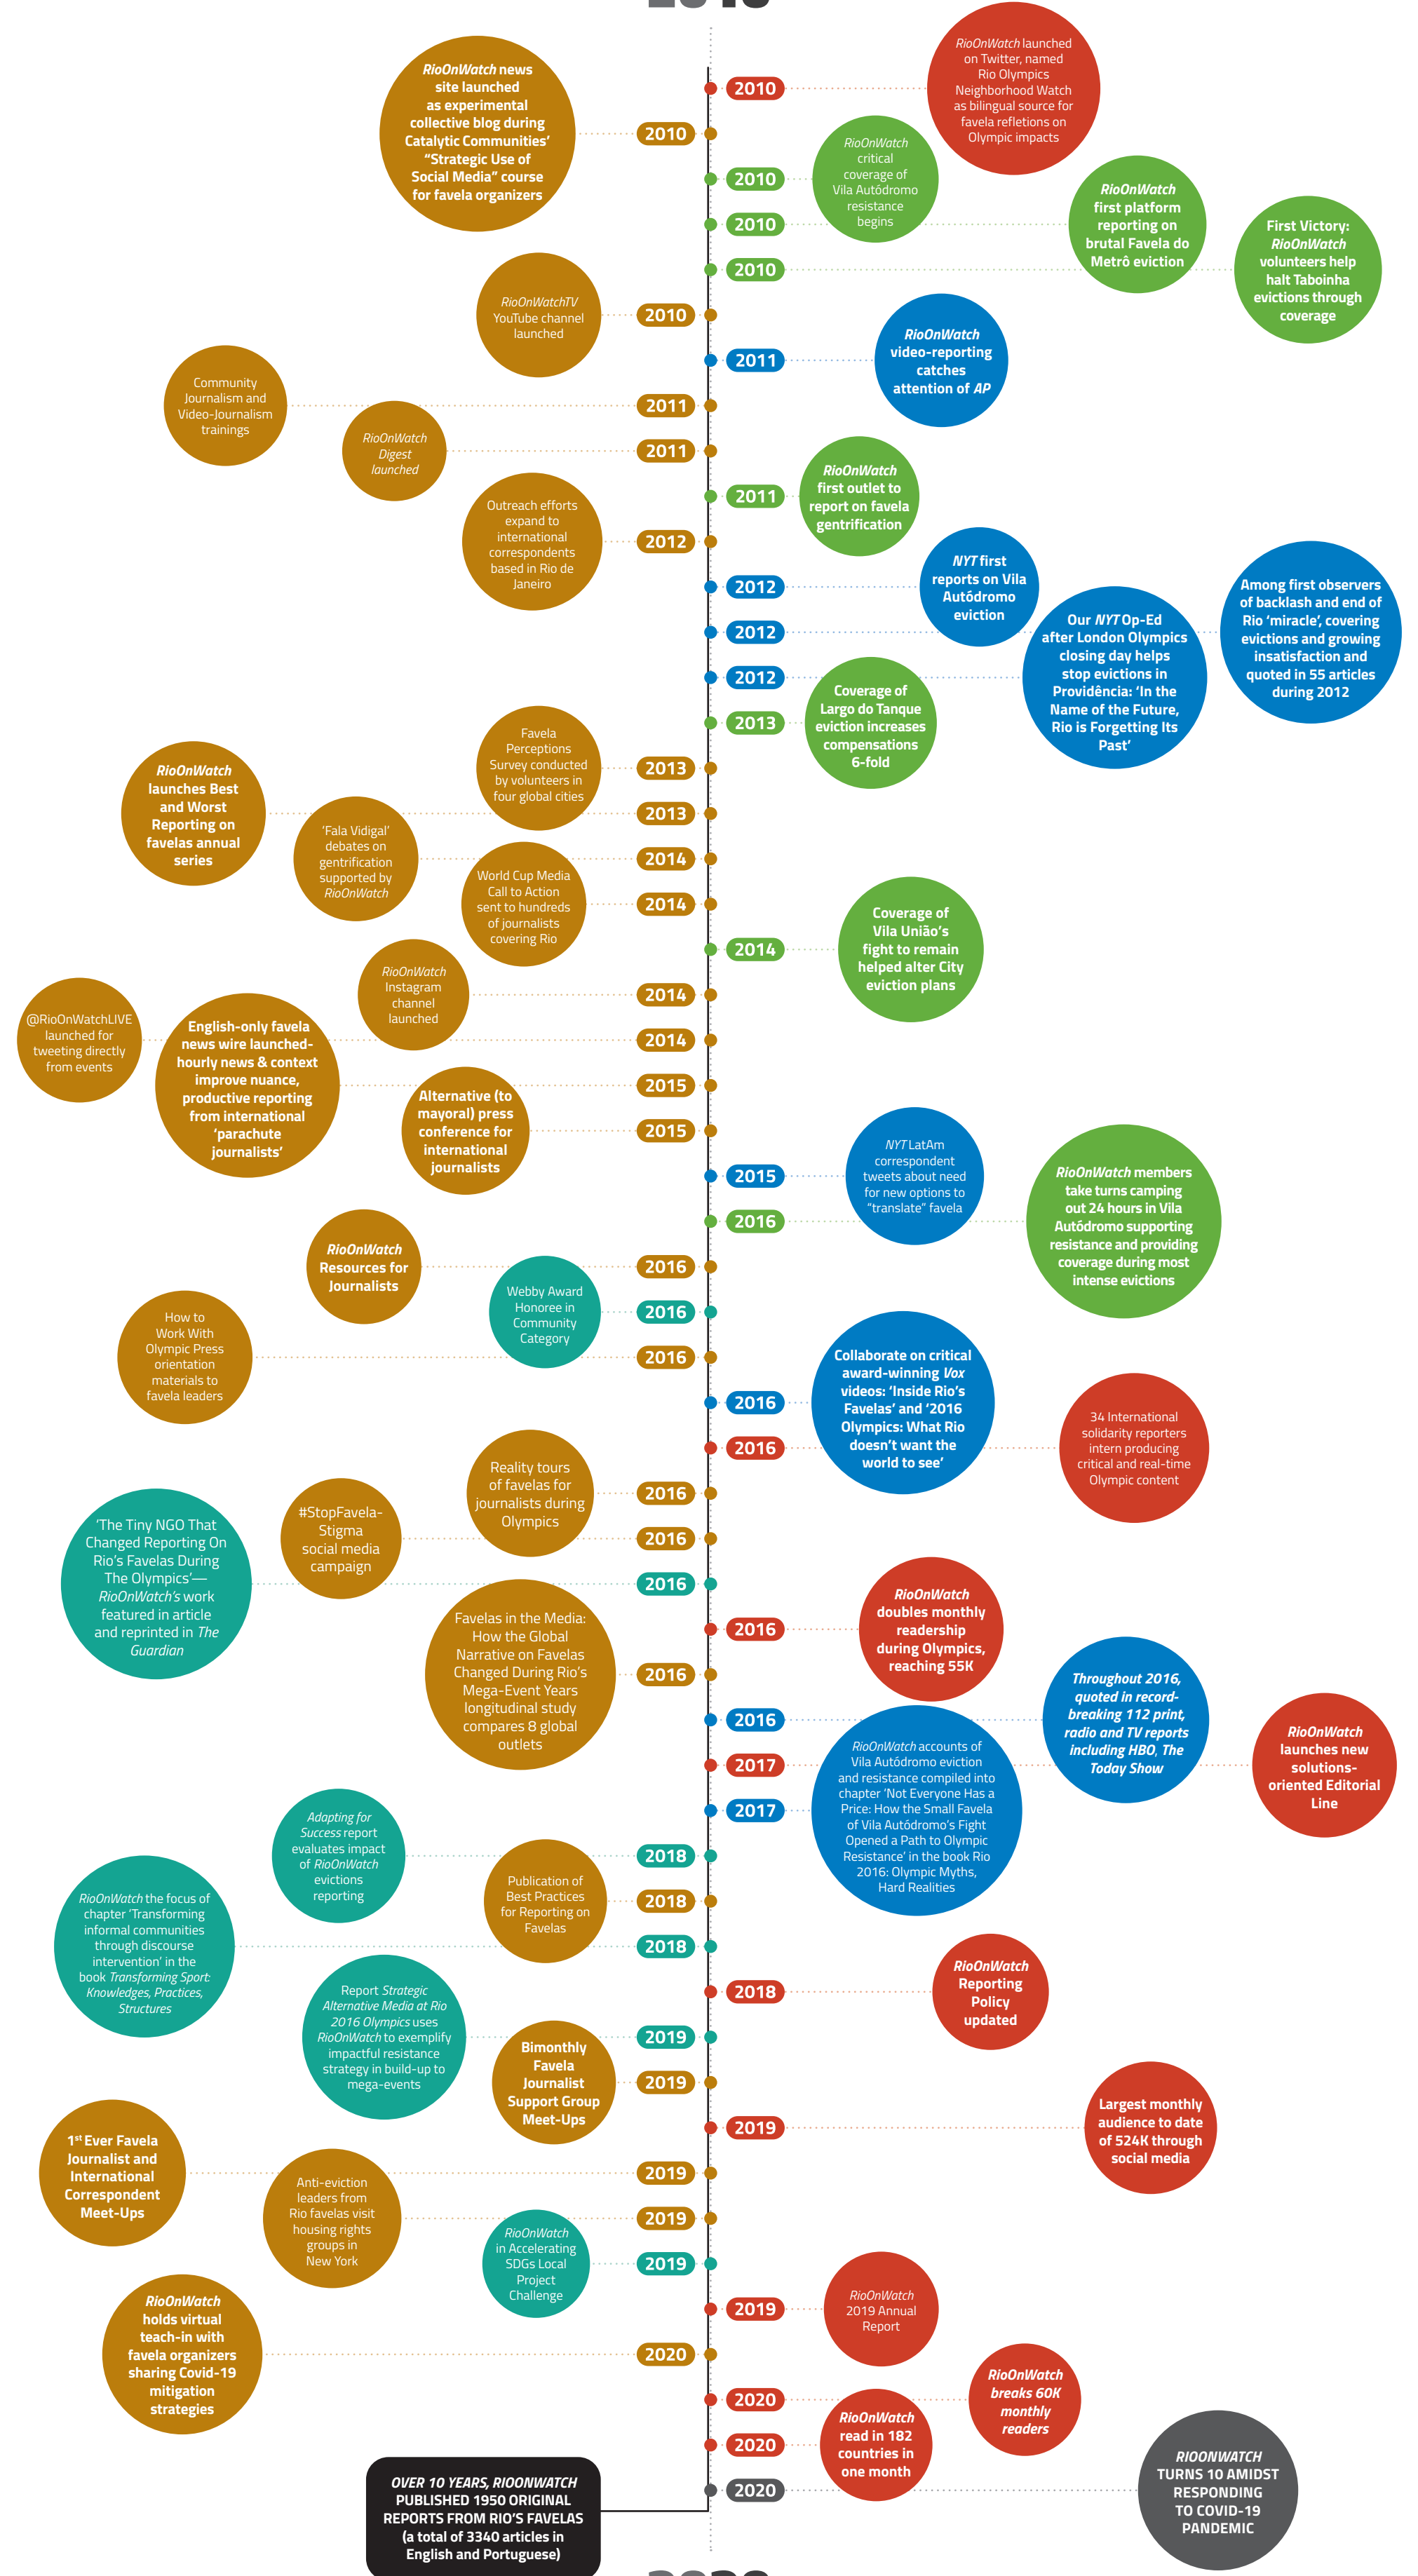 RioOnWatch launched
on Twitter, named
Rio Olympics
Neighborhood Watch
as bilingual source for
favela refletions on
Olympic impacts
2010
RioOnWatch news
site launched
as experimental
collective blog during
Catalytic Communities’
“Strategic Use of
Social Media” course
for favela organizers
2010
2010
RioOnWatch
critical
coverage of
Vila Autódromo
resistance
begins
2010
RioOnWatch
first platform
reporting on
brutal Favela do
Metrô eviction
2010
First Victory:
RioOnWatch
volunteers help
halt Taboinha
evictions through
coverage
RioOnWatchTV
YouTube channel
launched
2010
2011
RioOnWatch
video-reporting
catches
attention of AP
Community
Journalism and
Video-Journalism
trainings
2011
RioOnWatch
Digest
launched
2011
2011
RioOnWatch
first outlet to
report on favela
gentrification
Outreach efforts
expand to
international
correspondents
based in Rio de
Janeiro
2012
2012
NYT first
reports on Vila
Autódromo
eviction
2012
Among first observers
of backlash and end of
Rio ‘miracle’, covering
evictions and growing
insatisfaction and
quoted in 55 articles
during 2012
2012
Our NYT Op-Ed
after London Olympics
closing day helps
stop evictions in
Providência: ‘In the
Name of the Future,
Rio is Forgetting Its
Past’
2013
Coverage of
Largo do Tanque
eviction increases
compensations
6-fold
Favela
Perceptions
Survey conducted
by volunteers in
four global cities
2013
RioOnWatch
launches Best
and Worst
Reporting on
favelas annual
series
2013
‘Fala Vidigal’
debates on
gentrification
supported by
RioOnWatch
2014
World Cup Media
Call to Action
sent to hundreds
of journalists
covering Rio
2014
2014
Coverage of
Vila União’s
fight to remain
helped alter City
eviction plans
RioOnWatch
Instagram
channel
launched
2014
@RioOnWatchLIVE
launched for
tweeting directly
from events
2014
English-only favela
news wire launched-
hourly news & context
improve nuance,
productive reporting
from international
‘parachute
journalists’
2015
Alternative (to
mayoral) press
conference for
international
journalists
2015
2015
NYT LatAm
correspondent
tweets about need
for new options to
“translate” favela
2016
RioOnWatch members
take turns camping
out 24 hours in Vila
Autódromo supporting
resistance and providing
coverage during most
intense evictions
RioOnWatch
Resources for
Journalists
2016
Webby Award
Honoree in
Community
Category
2016
How to
Work With
Olympic Press
orientation
materials to
favela leaders
2016
2016
Collaborate on critical
award-winning Vox
videos: ‘Inside Rio’s
Favelas’ and ‘2016
Olympics: What Rio
doesn’t want the
world to see’
2016
34 International
solidarity reporters
intern producing
critical and real-time
Olympic content
Reality tours
of favelas for
journalists during
Olympics
2016
#StopFavela-
Stigma
social media
campaign
2016
‘The Tiny NGO That
Changed Reporting On
Rio’s Favelas During
The Olympics’—
RioOnWatch’s work
featured in article
and reprinted in The
Guardian
2016
2016
RioOnWatch
doubles monthly
readership
during Olympics,
reaching 55K
Favelas in the Media:
How the Global
Narrative on Favelas
Changed During Rio’s
Mega-Event Years
longitudinal study
compares 8 global
outlets
2016
2016
Throughout 2016,
quoted in record-
breaking 112 print,
radio and TV reports
including HBO, The
Today Show
2017
RioOnWatch
launches new
solutions-
oriented Editorial
Line
2017
RioOnWatch accounts of
Vila Autódromo eviction
and resistance compiled into
chapter ‘Not Everyone Has a
Price: How the Small Favela
of Vila Autódromo’s Fight
Opened a Path to Olympic
Resistance’ in the book Rio
2016: Olympic Myths,
Hard Realities
Adapting for
Success report
evaluates impact
of RioOnWatch
evictions
reporting
2018
Publication of
Best Practices
for Reporting on
Favelas
2018
RioOnWatch the focus of
chapter ‘Transforming
informal communities
through discourse
intervention’ in the
book Transforming Sport:
Knowledges, Practices,
Structures
2018
2018
RioOnWatch
Reporting
Policy
updated
Report Strategic
Alternative Media at Rio
2016 Olympics uses
RioOnWatch to exemplify
impactful resistance
strategy in build-up to
mega-events
2019
Bimonthly
Favela
Journalist
Support Group
Meet-Ups
2019
2019
Largest monthly
audience to date
of 524K through
social media
1st Ever Favela
Journalist and
International
Correspondent
Meet-Ups
2019
Anti-eviction
leaders from
Rio favelas visit
housing rights
groups in
New York
2019
RioOnWatch
in Accelerating
SDGs Local
Project
Challenge
2019
2019
RioOnWatch
2019 Annual
Report
RioOnWatch
holds virtual
teach-in with
favela organizers
sharing Covid-19
mitigation
strategies
2020
2020
RioOnWatch
breaks 60K
monthly
readers
2020
RioOnWatch
read in 182
countries in
one month
2020
RIOONWATCH
TURNS 10 AMIDST
RESPONDING
TO COVID-19
PANDEMIC
OVER 10 YEARS, RIOONWATCH
PUBLISHED 1950 ORIGINAL
REPORTS FROM RIO’S FAVELAS
(a total of 3340 articles in
English and Portuguese)